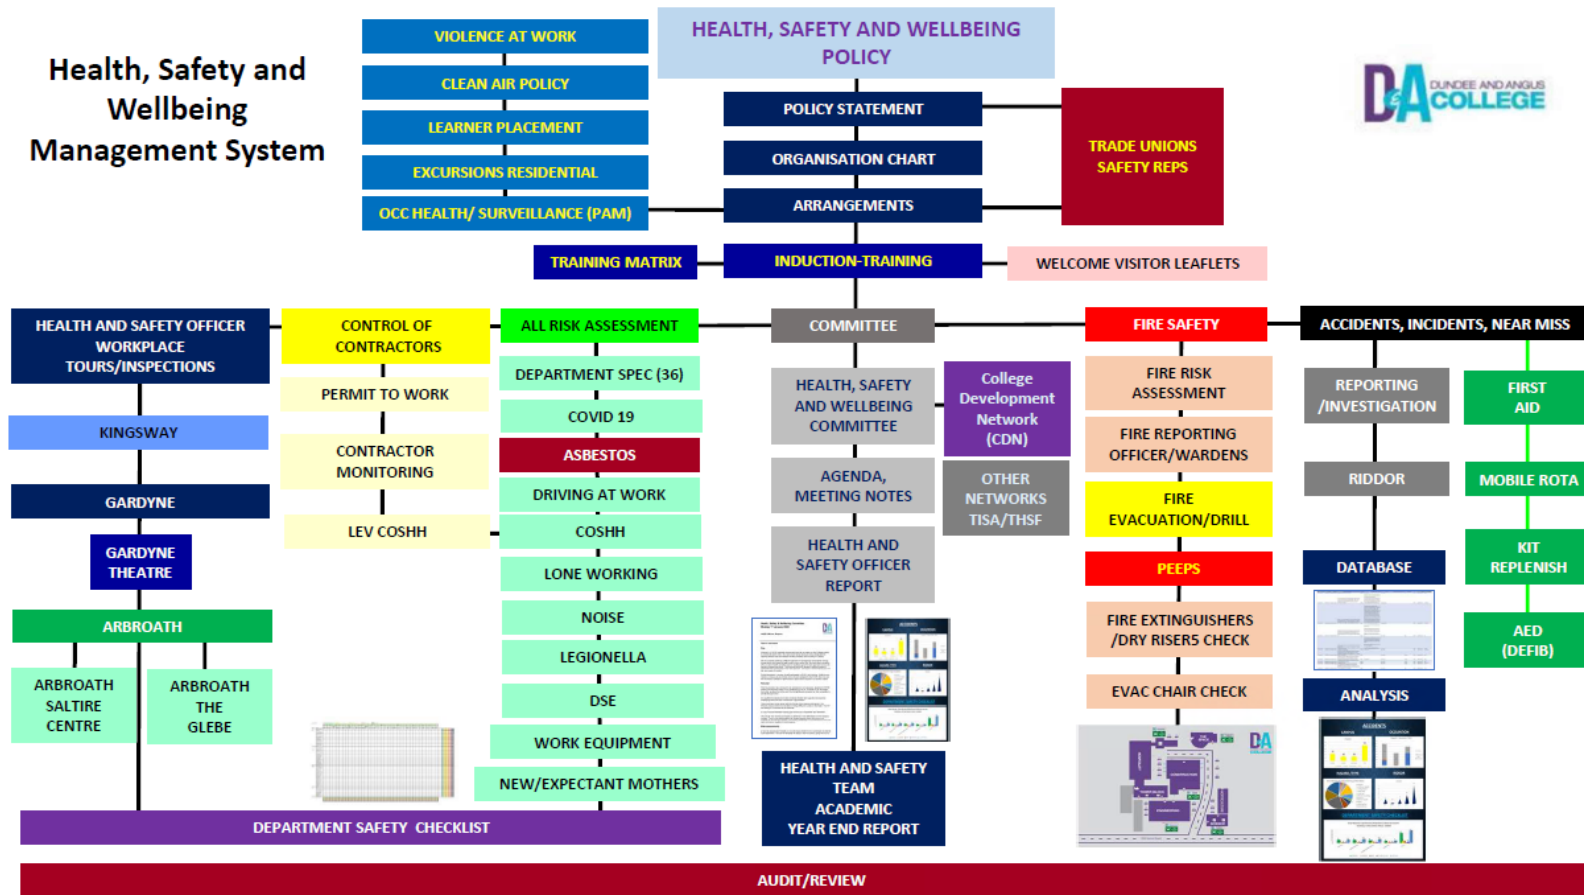 Health, Safety and
Wellbeing
Management System
VIOLENCE AT WORK
CLEAN AIR POLICY
LEARNER PLACEMENT
EXCURSIONS RESIDENTIAL
OCC HEALTH/ SURVEILLANCE (PAM)
HEALTH, SAFETY AND WELLBEING
POLICY
POLICY STATEMENT
ORGANISATION CHART
ARRANGEMENTS
TRADE UNIONS
SAFETY REPS
D&A DUNDEE AND ANGUS
COLLEGE
TRAINING MATRIX
INDUCTION-TRAINING
WELCOME VISITOR LEAFLETS
HEALTH AND SAFETY OFFICER
WORKPLACE
TOURS/INSPECTIONS
KINGSWAY
GARDYNE
GARDYNE
THEATRE
ARBROATH
ARBROATH
SALTIRE
CENTRE
ARBROATH
THE
GLEBE
CONTROL OF
CONTRACTORS
PERMIT TO WORK
CONTRACTOR
MONITORING
LEV COSHH
ALL RISK ASSESSMENT
DEPARTMENT SPEC (36)
COVID 19
ASBESTOS
DRIVING AT WORK
COSHH
LONE WORKING
NOISE
LEGIONELLA
DSE
WORK EQUIPMENT
NEW/EXPECTANT MOTHERS
DEPARTMENT SAFETY CHECKLIST
COMMITTEE
HEALTH, SAFETY
AND WELLBEING
COMMITTEE
AGENDA,
MEETING NOTES
HEALTH AND
SAFETY OFFICER
REPORT
College
Development
Network
(CDN)
OTHER
NETWORKS
TISA/THSF
HEALTH AND SAFETY
TEAM
ACADEMIC
YEAR END REPORT
FIRE SAFETY
FIRE RISK
ASSESSMENT
FIRE REPORTING
OFFICER/WARDENS
FIRE
EVACUATION/DRILL
PEEPS
FIRE EXTINGUISHERS
/DRY RISER5 CHECK
EVAC CHAIR CHECK
D&A
COLLEGE
ACCIDENTS, INCIDENTS, NEAR MISS
REPORTING
/INVESTIGATION
RIDDOR
DATABASE
ANALYSIS
ACCIDENTS
FIRST
AID
MOBILE ROTA
KIT
REPLENISH
AED
(DEFIB)
AUDIT/REVIEW